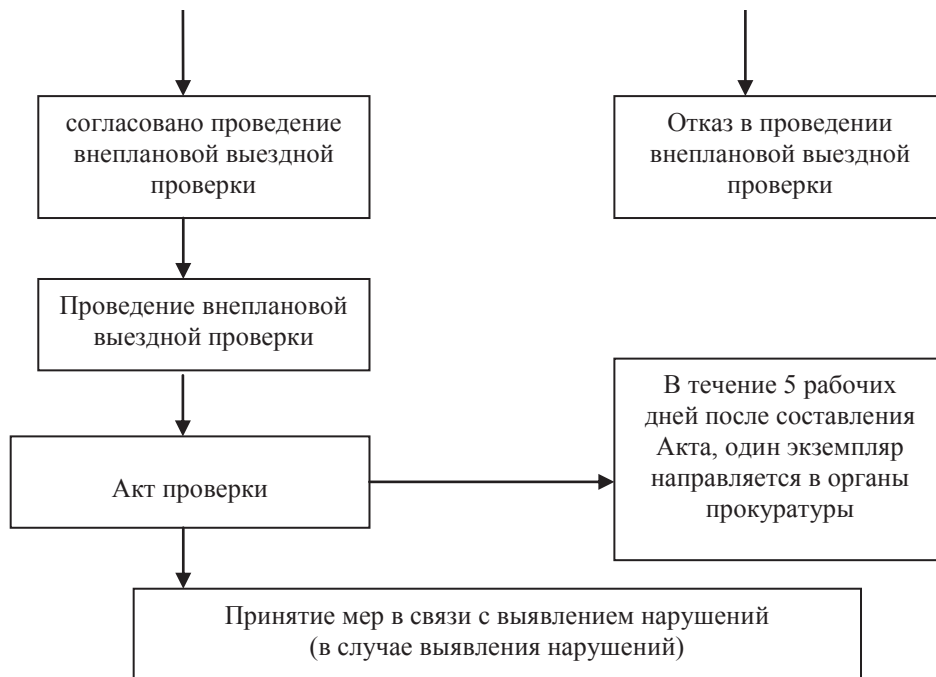 согласовано проведение
внеплановой выездной
проверки
Отказ в проведении
внеплановой выездной
проверки
Проведение внеплановой
выездной проверки
В течение 5 рабочих
дней после составления
Акта, один экземпляр
направляется в органы
прокуратуры
Акт проверки
Принятие мер в связи с выявлением нарушений
(в случае выявления нарушений)